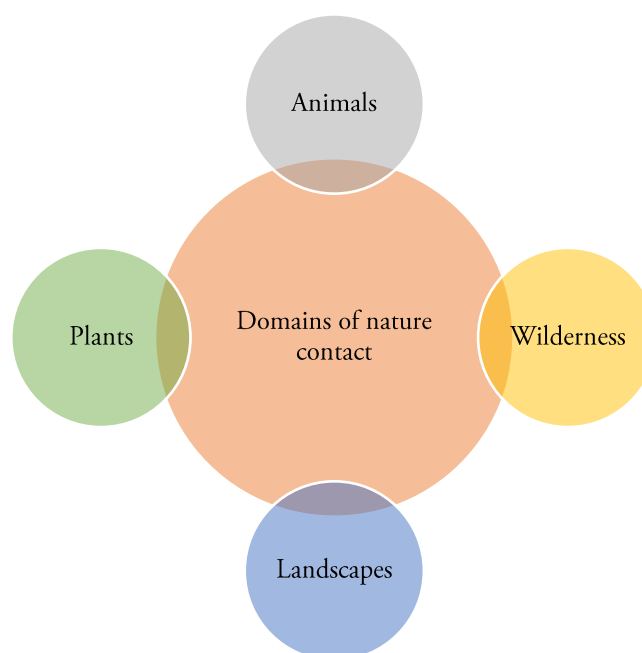 Animals
Plants
Domains of nature
contact
Wilderness
Landscapes